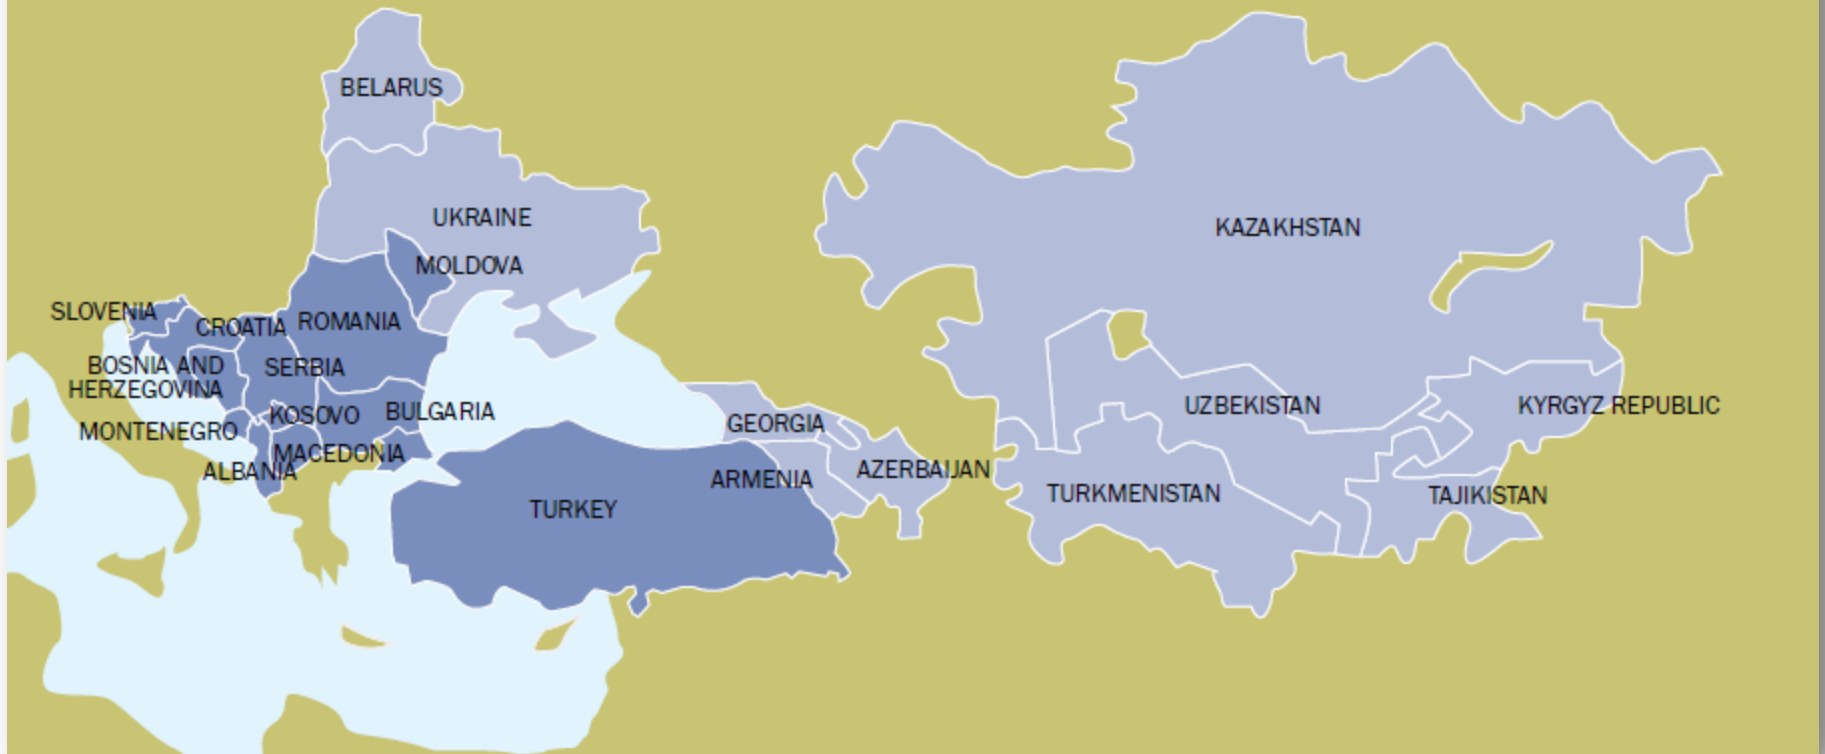 BELARUS
UKRAINE
KAZAKHSTAN
MOLDOVA
SLOVENIA
CROATIA
ROMANIA
BOSNIA AND
HERZEGOVINA
SERBIA
KOSOVO
BULGARIA
MONTENEGRO
MACEDONIA
ALBANIA
GEORGIA
UZBEKISTAN
KYRGYZ REPUBLIC
ARMENIA
AZERBAIJAN
TURKMENISTAN
TAJIKISTAN
TURKEY